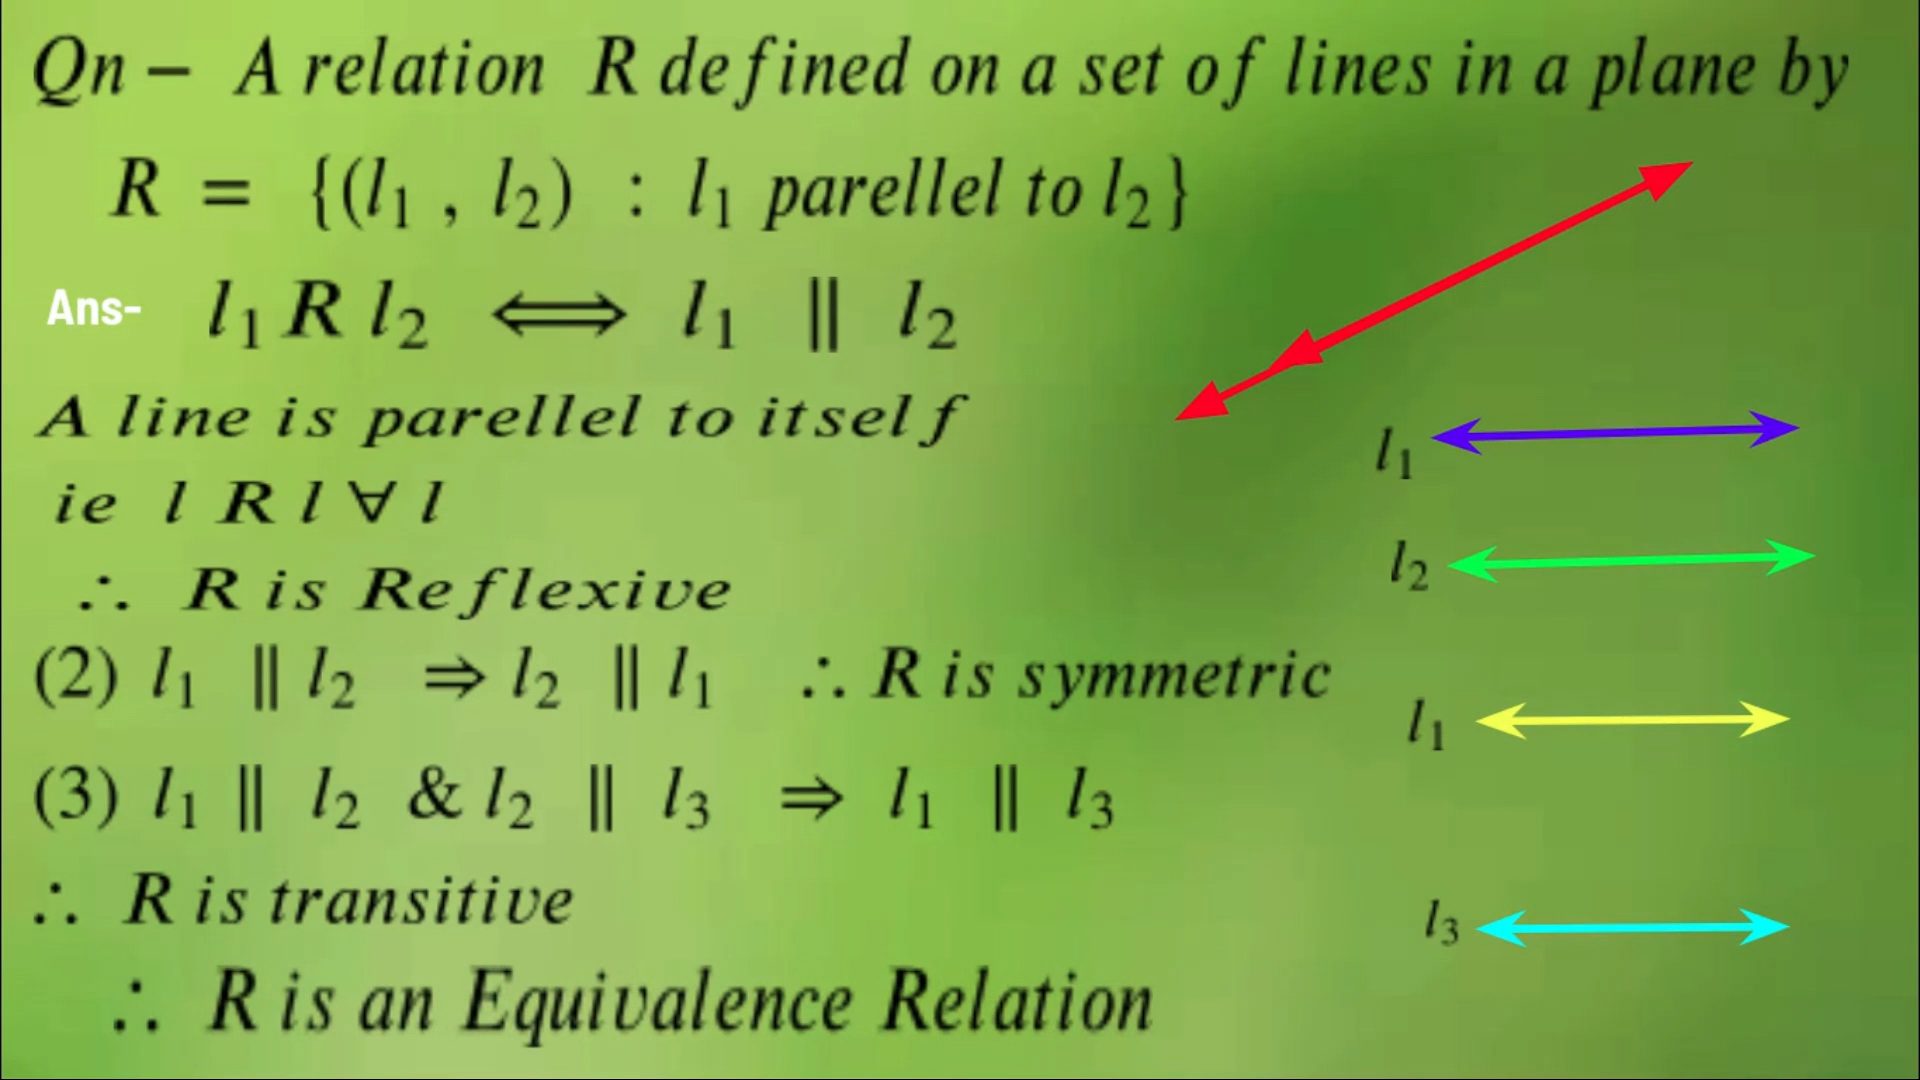 Qn – A relation R defined on a set of lines in a plane by
R = {(l₁ , l₂) : l₁ parellel to l₂}
Ans- l₁ R l₂ ⟺ l₁ ∥ l₂
A line is parellel to itself
ie l R l ∀ l
∴ R is Reflexive
(2) l₁ ∥ l₂ ⇒ l₂ ∥ l₁ ∴ R is symmetric
(3) l₁ ∥ l₂ & l₂ ∥ l₃ ⇒ l₁ ∥ l₃
∴ R is transitive
∴ R is an Equivalence Relation
l₁
l₂
l₁
l₃